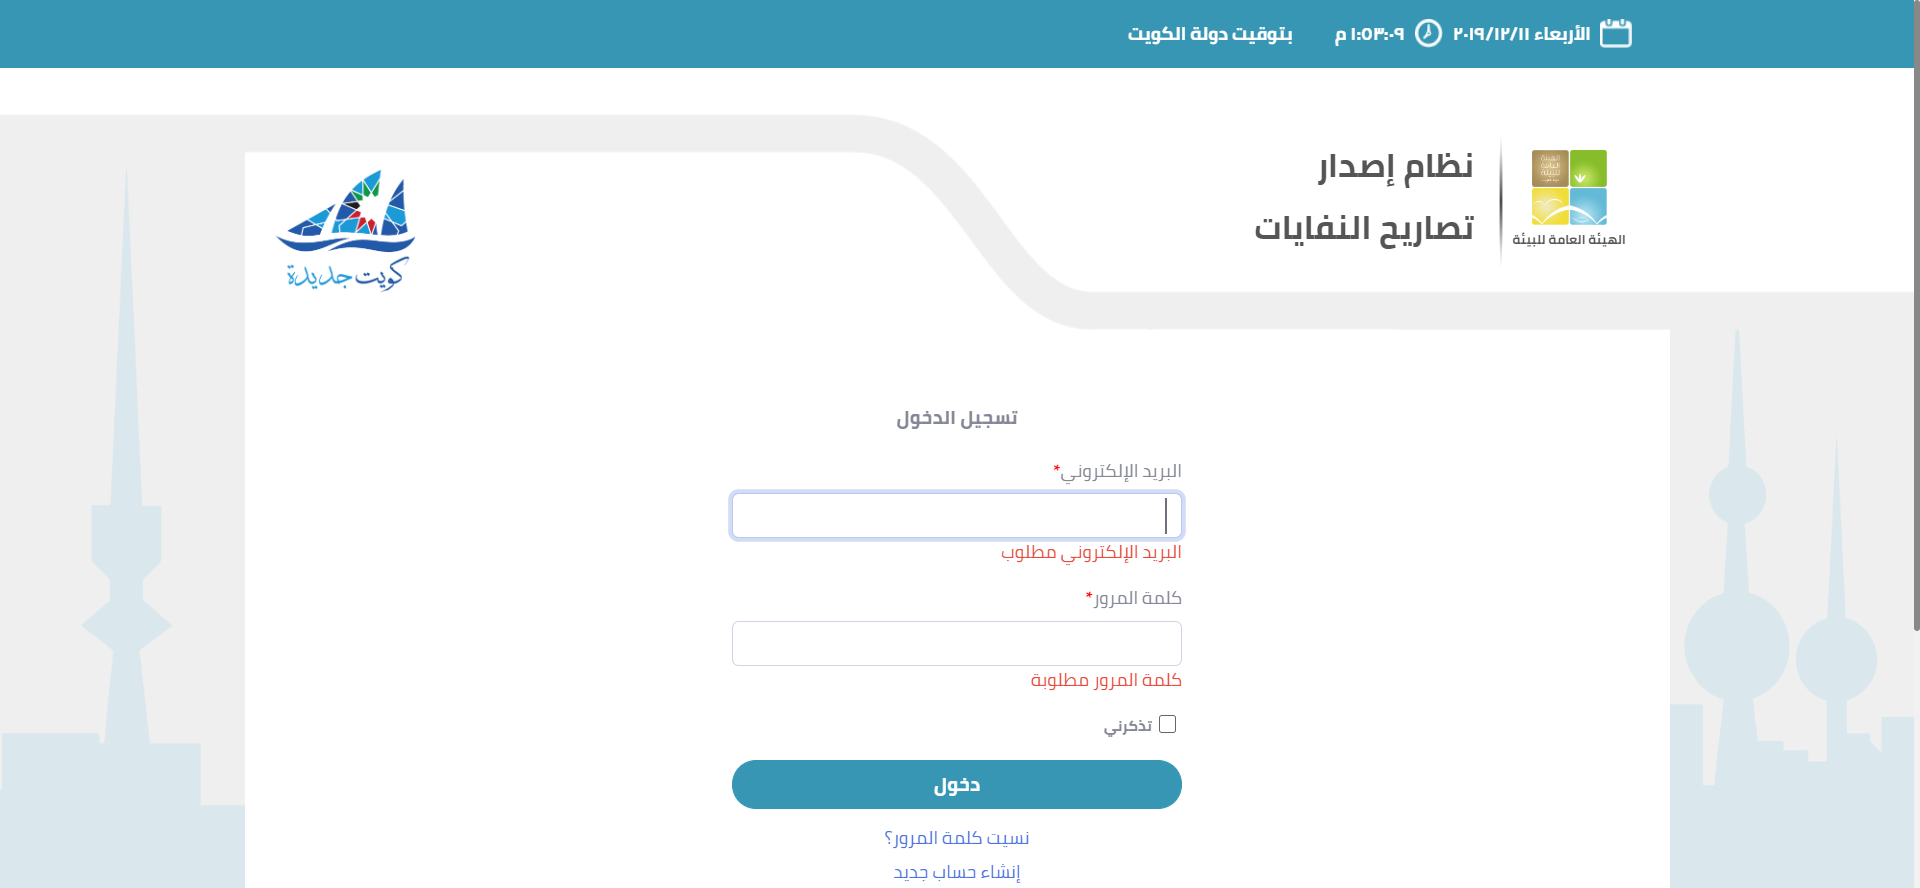 الأربعاء ٢٠١٩/١٢/١١ ١:٥٣:٠٩ م بتوقيت دولة الكويت
نظام إصدار
تصاريح النفايات
الهيئة العامة للبيئة
كويت جديدة
تسجيل الدخول
البريد الإلكتروني*
البريد الإلكتروني مطلوب
كلمة المرور*
كلمة المرور مطلوبة
تذكرني
دخول
نسيت كلمة المرور؟
إنشاء حساب جديد